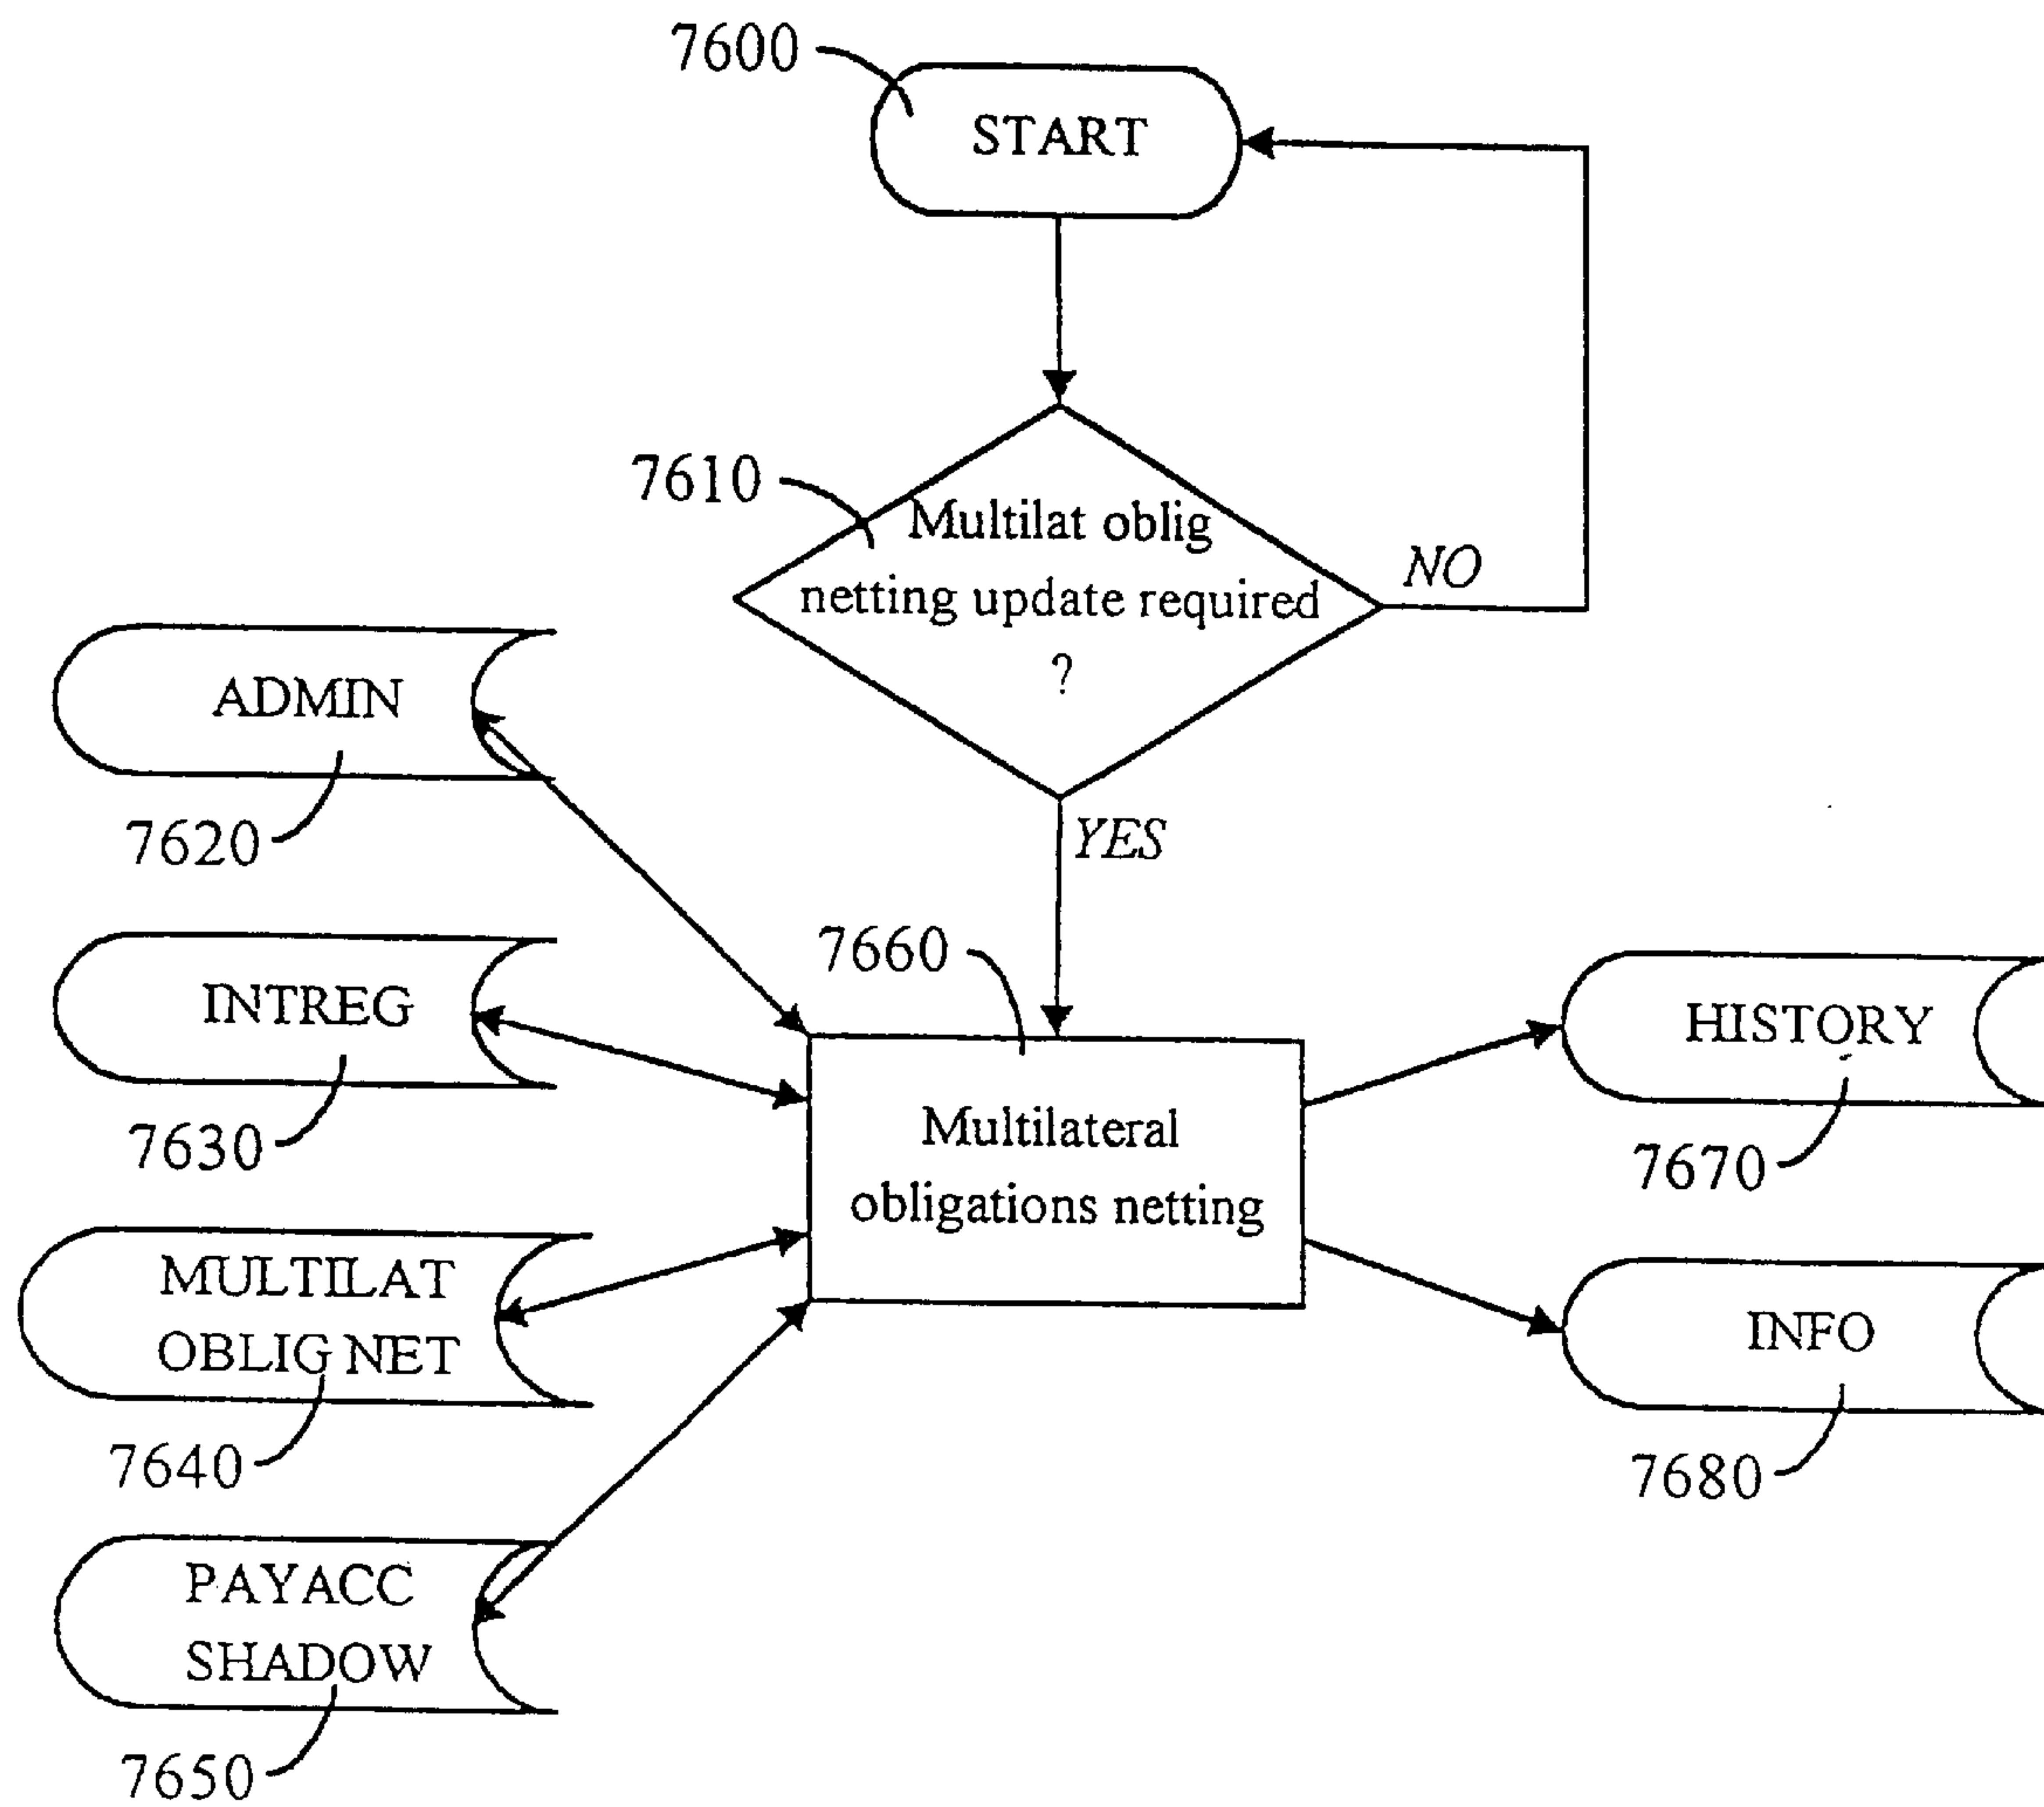 7600
START
7610
Multilat oblig
netting update required
?
NO
YES
ADMIN
7620
INTREG
7630
MULTILAT
OBLIG NET
7640
PAYACC
SHADOW
7650
7660
Multilateral
obligations netting
HISTORY
7670
INFO
7680